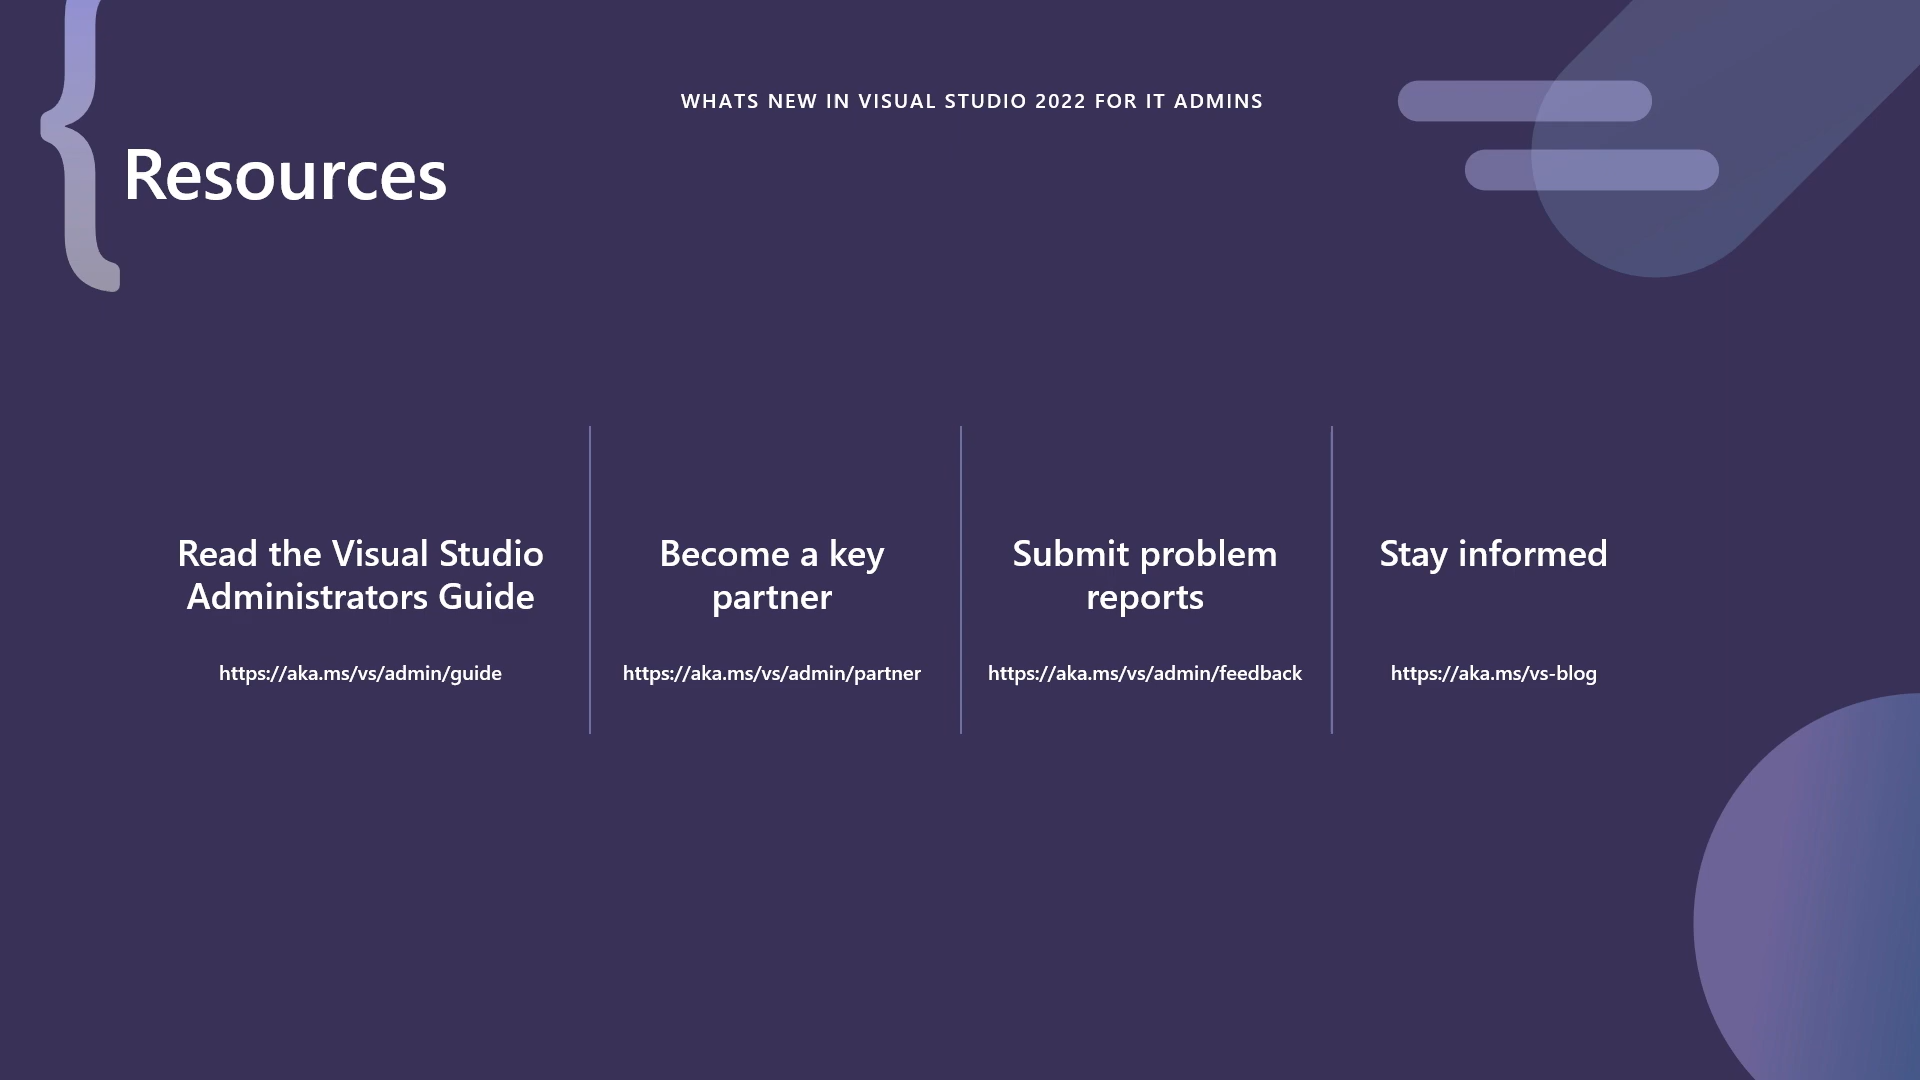 WHATS NEW IN VISUAL STUDIO 2022 FOR IT ADMINS
Resources
Read the Visual Studio
Administrators Guide
https://aka.ms/vs/admin/guide
Become a key
partner
https://aka.ms/vs/admin/partner
Submit problem
reports
https://aka.ms/vs/admin/feedback
Stay informed
https://aka.ms/vs-blog